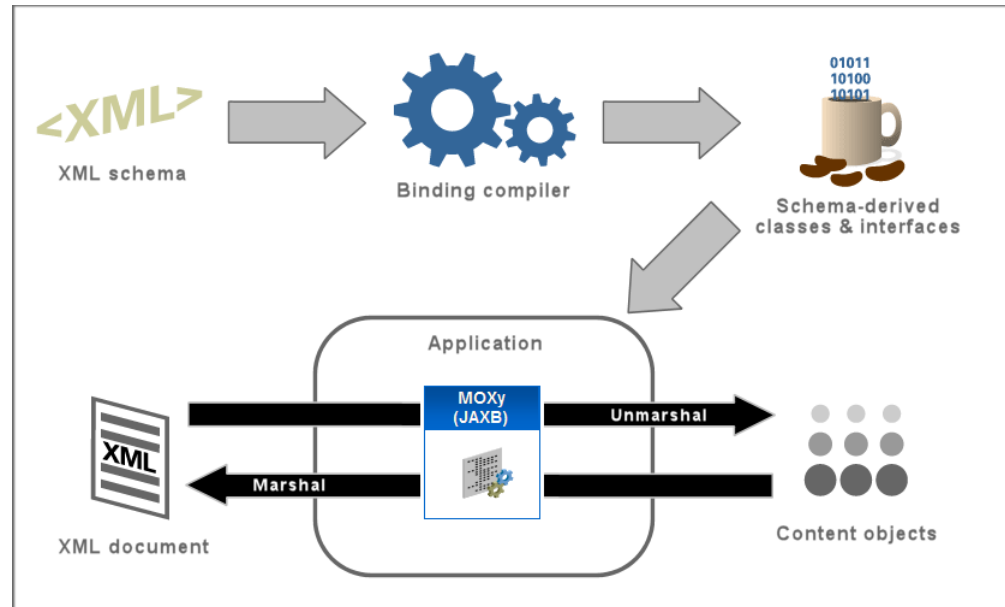 <XML>
XML schema
Binding compiler
01011
10100
10101
Schema-derived
classes & interfaces
Application
MOXy
(JAXB)
Unmarshal
XML
Marshal
XML document
Content objects